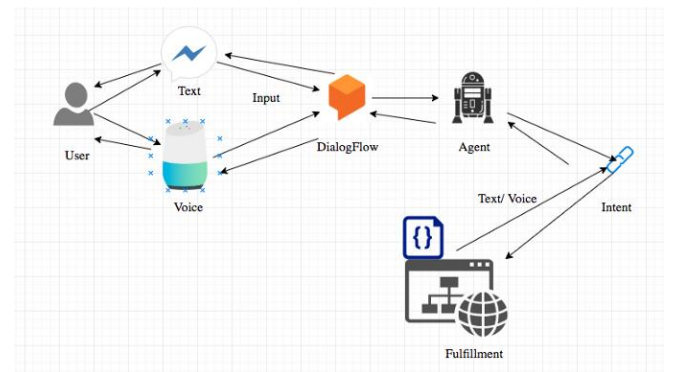 Text
Input
User
DialogFlow
Agent
Voice
Text/ Voice
Intent
{}
Fulfillment